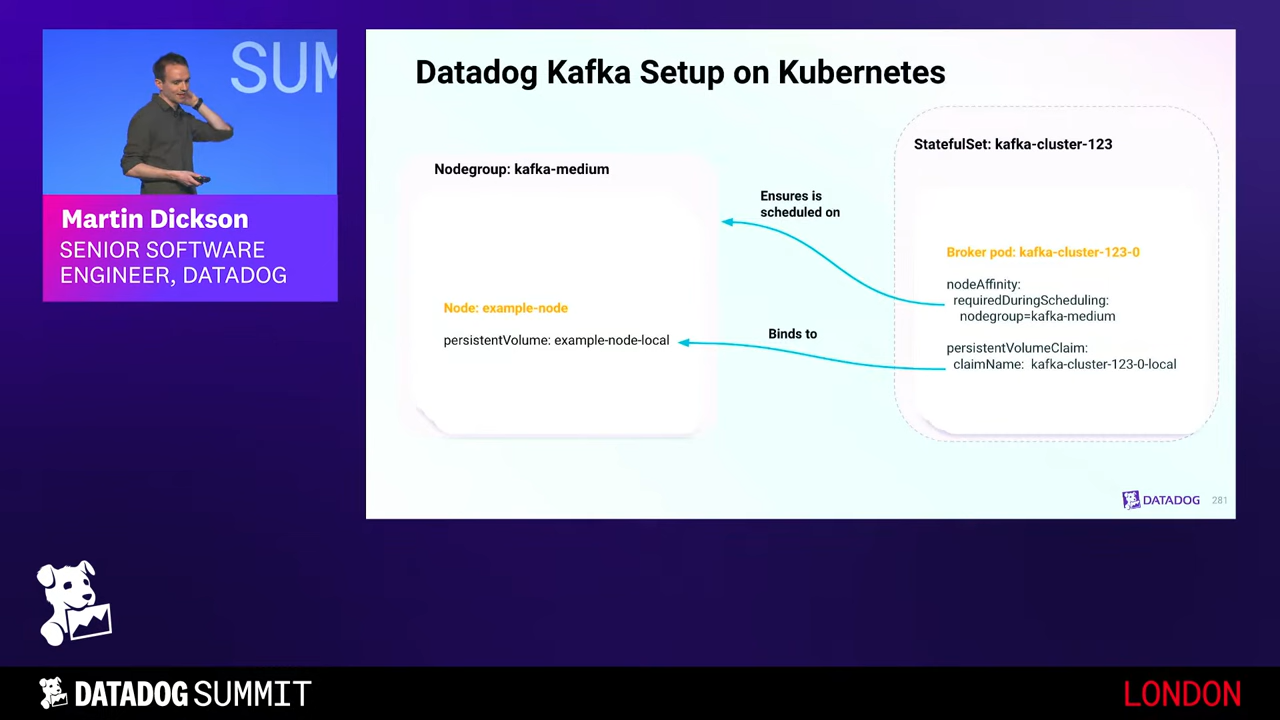 SUM
Martin Dickson
SENIOR SOFTWARE
ENGINEER, DATADOG
Datadog Kafka Setup on Kubernetes
Nodegroup: kafka-medium
Node: example-node
persistentVolume: example-node-local
Ensures is
scheduled on
Binds to
StatefulSet: kafka-cluster-123
Broker pod: kafka-cluster-123-0
nodeAffinity:
requiredDuringScheduling:
nodegroup=kafka-medium
persistentVolumeClaim:
claimName: kafka-cluster-123-0-local
DATADOG
281
DATADOG SUMMIT
LONDON